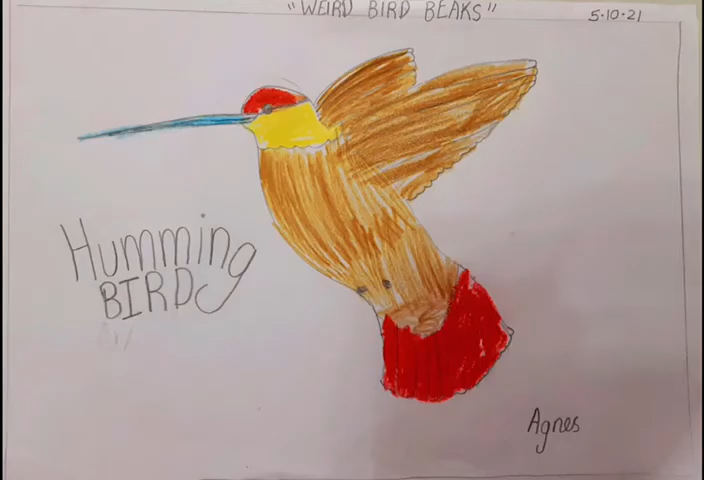 "WEIRD BIRD BEAKS"
5.10.21
Humming
BIRD
Agnes